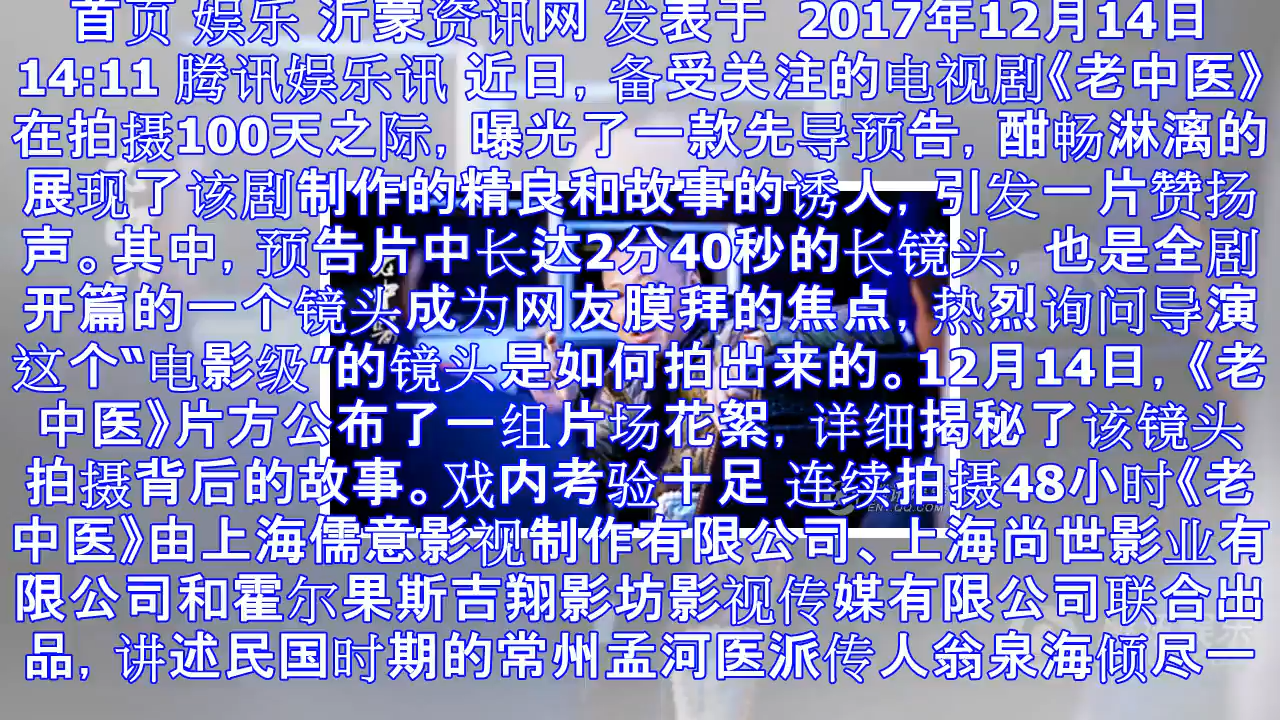 首页 娱乐 沂蒙资讯网 发表于 2017年12月14日
14:11 腾讯娱乐讯 近日, 备受关注的电视剧《老中医》
在拍摄100天之际, 曝光了一款先导预告, 酣畅淋漓的
展现了该剧制作的精良和故事的诱人, 引发一片赞扬
声。其中, 预告片中长达2分40秒的长镜头, 也是全剧
开篇的一个镜头成为网友膜拜的焦点, 热烈询问导演
这个“电影级”的镜头是如何拍出来的。12月14日,《老
中医》片方公布了一组片场花絮, 详细揭秘了该镜头
拍摄背后的故事。戏内考验十足 连续拍摄48小时《老
中医》由上海儒意影视制作有限公司、上海尚世影业有
限公司和霍尔果斯吉翔影坊影视传媒有限公司联合出
品, 讲述民国时期的常州孟河医派传人翁泉海倾尽一
ENT.QQ.COM